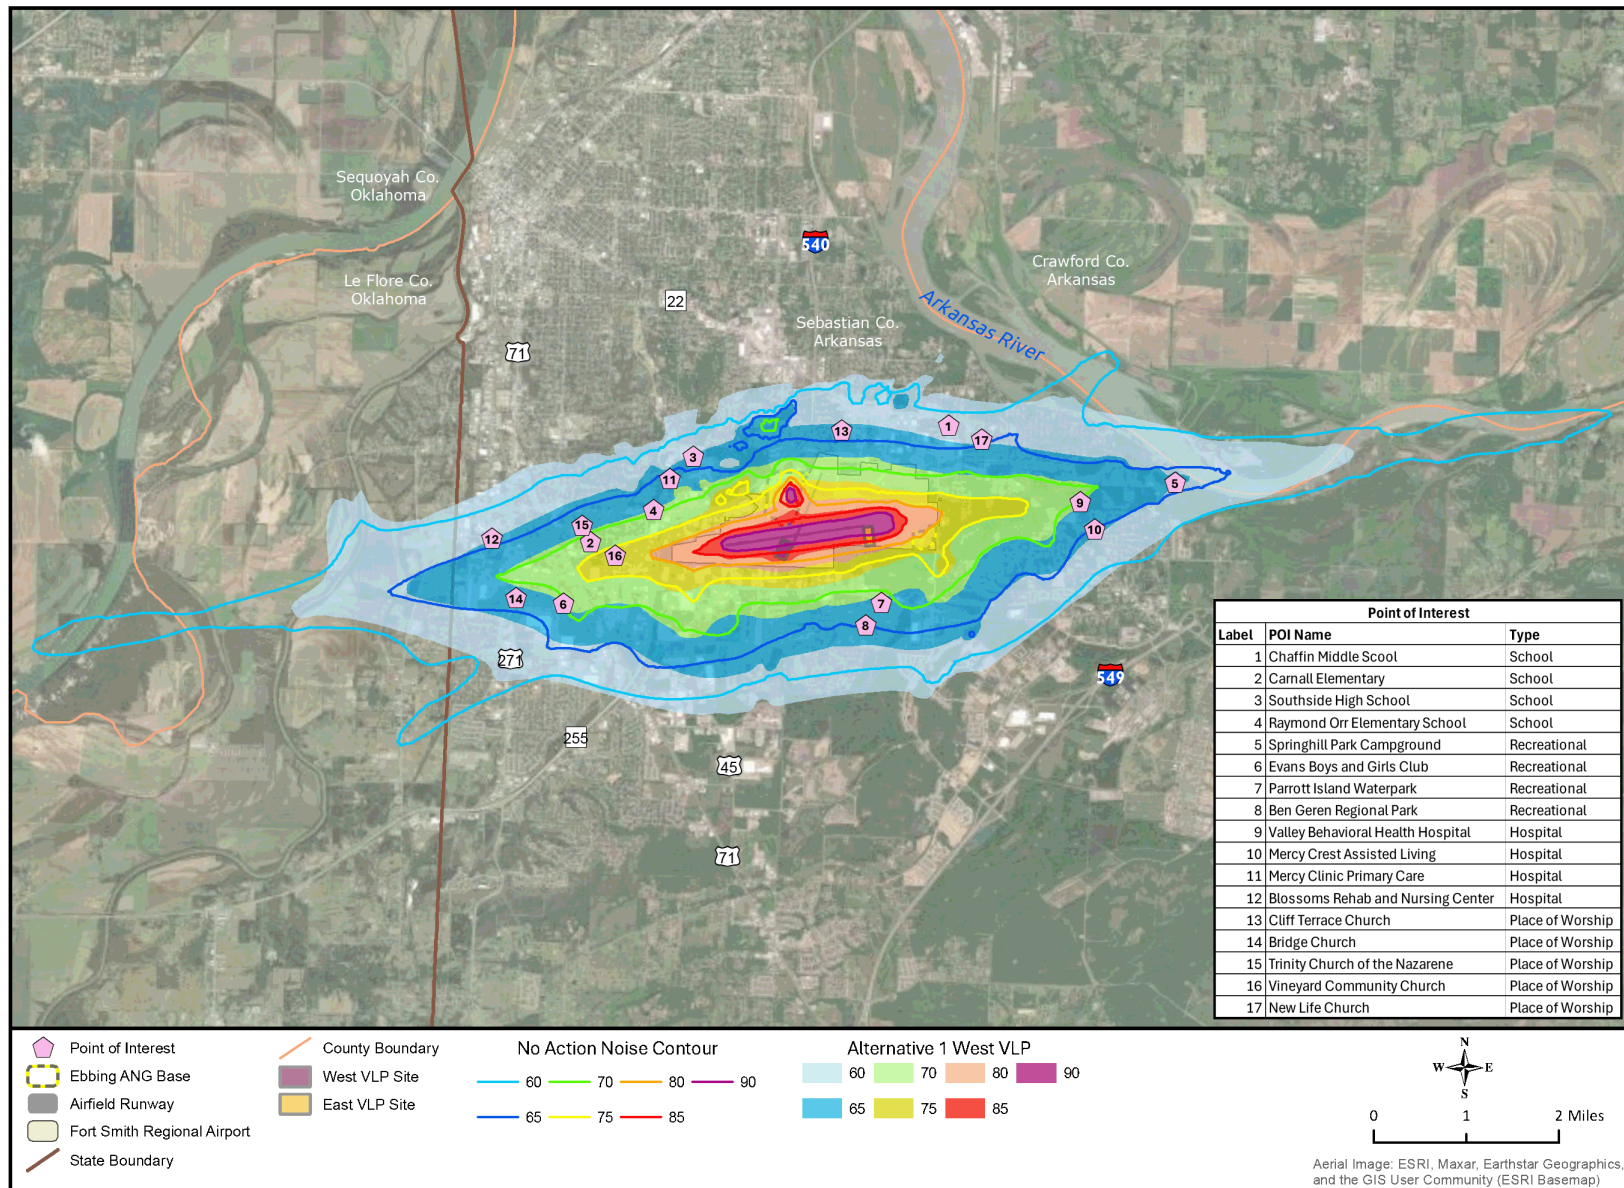 Sequoyah Co.
Oklahoma
Le Flore Co.
Oklahoma
540
22
71
Sebastian Co.
Arkansas
Arkansas River
Crawford Co.
Arkansas
13
1
17
3
11
5
4
9
15
10
12
2
16
14
6
7
8
271
549
255
45
71
Point of Interest
Label POI Name Type
1 Chaffin Middle Scool School
2 Carnall Elementary School
3 Southside High School School
4 Raymond Orr Elementary School School
5 Springhill Park Campground Recreational
6 Evans Boys and Girls Club Recreational
7 Parrott Island Waterpark Recreational
8 Ben Geren Regional Park Recreational
9 Valley Behavioral Health Hospital Hospital
10 Mercy Crest Assisted Living Hospital
11 Mercy Clinic Primary Care Hospital
12 Blossoms Rehab and Nursing Center Hospital
13 Cliff Terrace Church Place of Worship
14 Bridge Church Place of Worship
15 Trinity Church of the Nazarene Place of Worship
16 Vineyard Community Church Place of Worship
17 New Life Church Place of Worship
Point of Interest
Ebbing ANG Base
Airfield Runway
Fort Smith Regional Airport
State Boundary
County Boundary
West VLP Site
East VLP Site
No Action Noise Contour
60 70 80 90
65 75 85
Alternative 1 West VLP
60 70 80 90
65 75 85
N
W E
S
0 1 2 Miles
Aerial Image: ESRI, Maxar, Earthstar Geographics,
and the GIS User Community (ESRI Basemap)